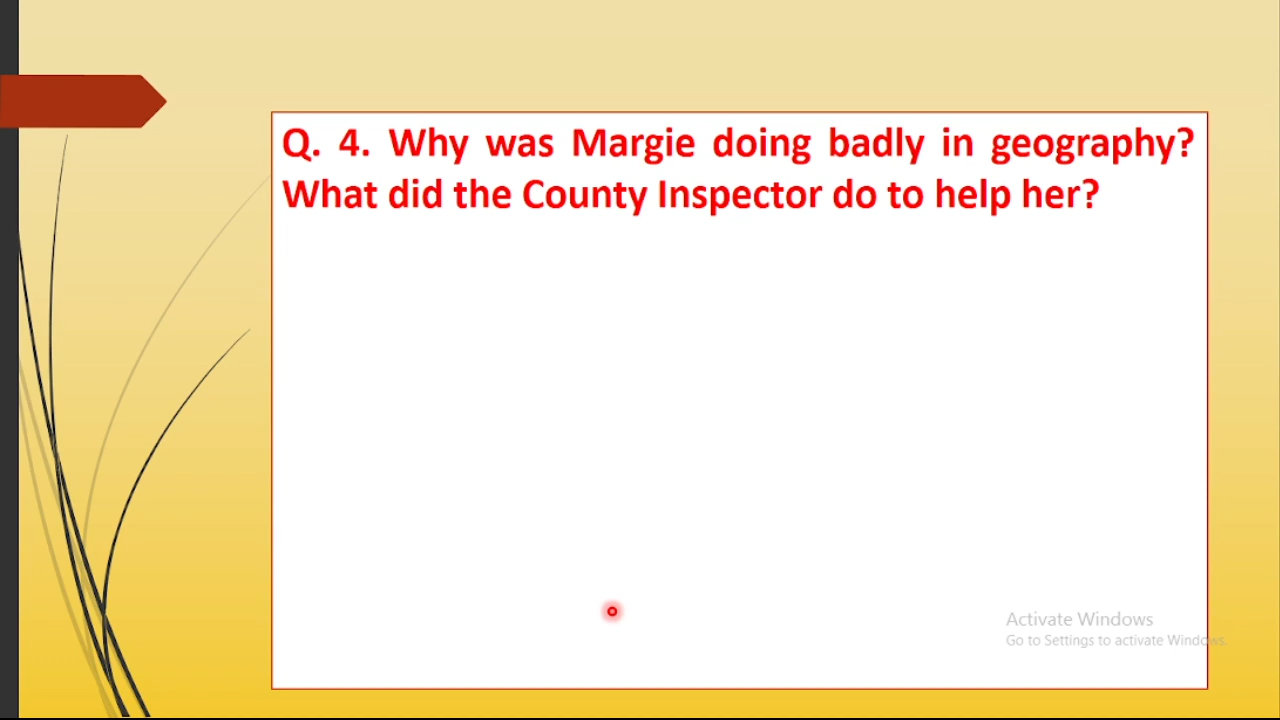 Q. 4. Why was Margie doing badly in geography?
What did the County Inspector do to help her?
Activate Windows
Go to Settings to activate Windows.